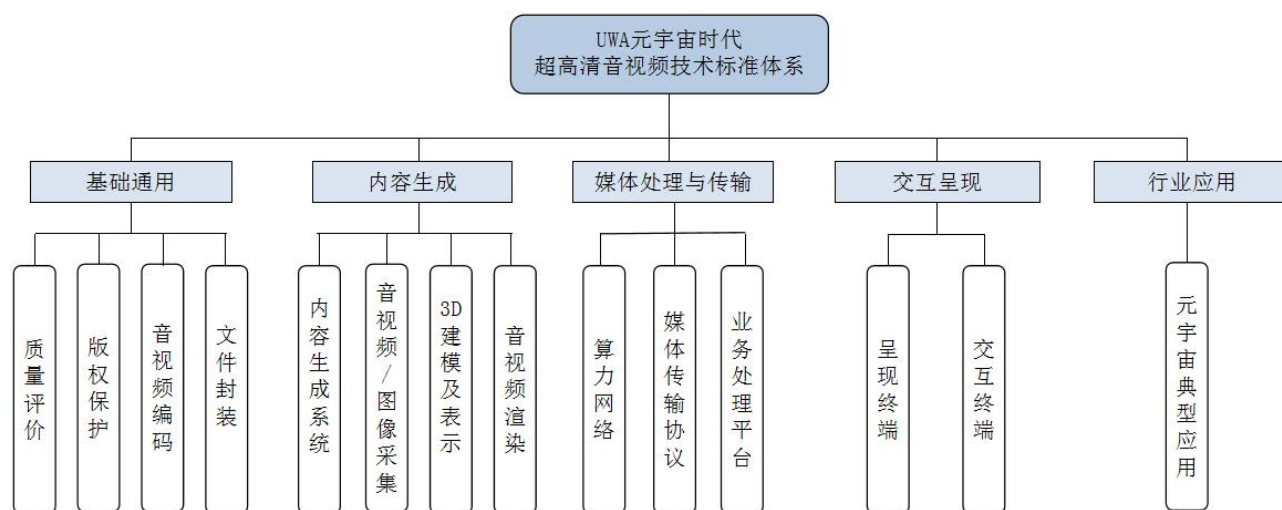 UWA元宇宙时代
超高清音视频技术标准体系
基础通用
内容生成
媒体处理与传输
交互呈现
行业应用
质量评价
版权保护
音视频编码
文件封装
内容生成系统
音视频/图像采集
3D建模及表示
音视频渲染
算力网络
媒体传输协议
业务处理平台
呈现终端
交互终端
元宇宙典型应用